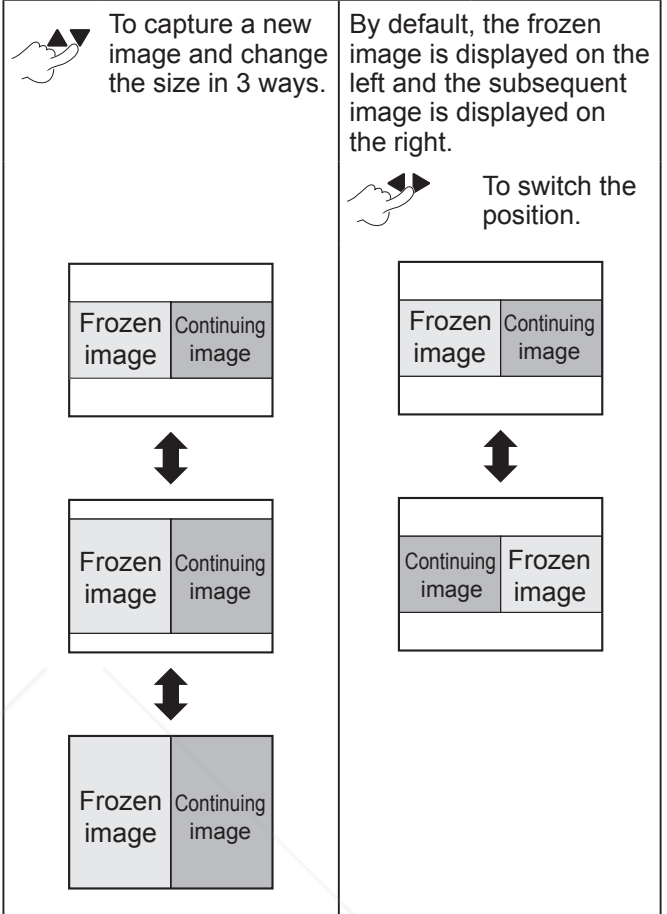 To capture a new
image and change
the size in 3 ways.
Frozen
image
Continuing
image
Frozen
image
Continuing
image
Frozen
image
Continuing
image
By default, the frozen
image is displayed on the
left and the subsequent
image is displayed on
the right.
To switch the
position.
Frozen
image
Continuing
image
Continuing
image
Frozen
image